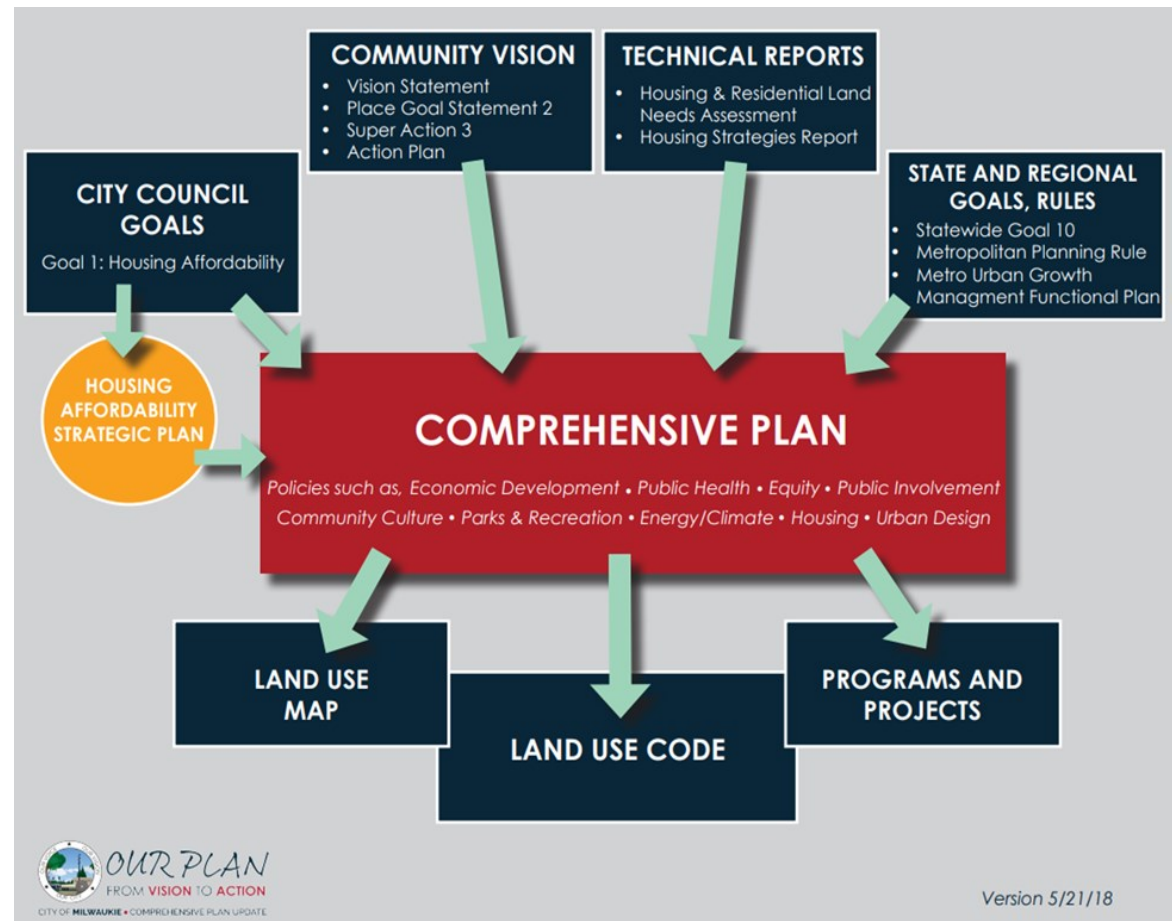 COMMUNITY VISION
• Vision Statement
• Place Goal Statement 2
• Super Action 3
• Action Plan
TECHNICAL REPORTS
• Housing & Residential Land
Needs Assessment
• Housing Strategies Report
CITY COUNCIL
GOALS
Goal 1: Housing Affordability
STATE AND REGIONAL
GOALS, RULES
• Statewide Goal 10
• Metropolitan Planning Rule
• Metro Urban Growth
Managment Functional Plan
HOUSING
AFFORDABILITY
STRATEGIC PLAN
COMPREHENSIVE PLAN
Policies such as, Economic Development • Public Health • Equity • Public Involvement
Community Culture • Parks & Recreation • Energy/Climate • Housing • Urban Design
LAND USE
MAP
LAND USE CODE
PROGRAMS AND
PROJECTS
OUR PLAN
FROM VISION TO ACTION
CITY OF MILWAUKIE • COMPREHENSIVE PLAN UPDATE
Version 5/21/18